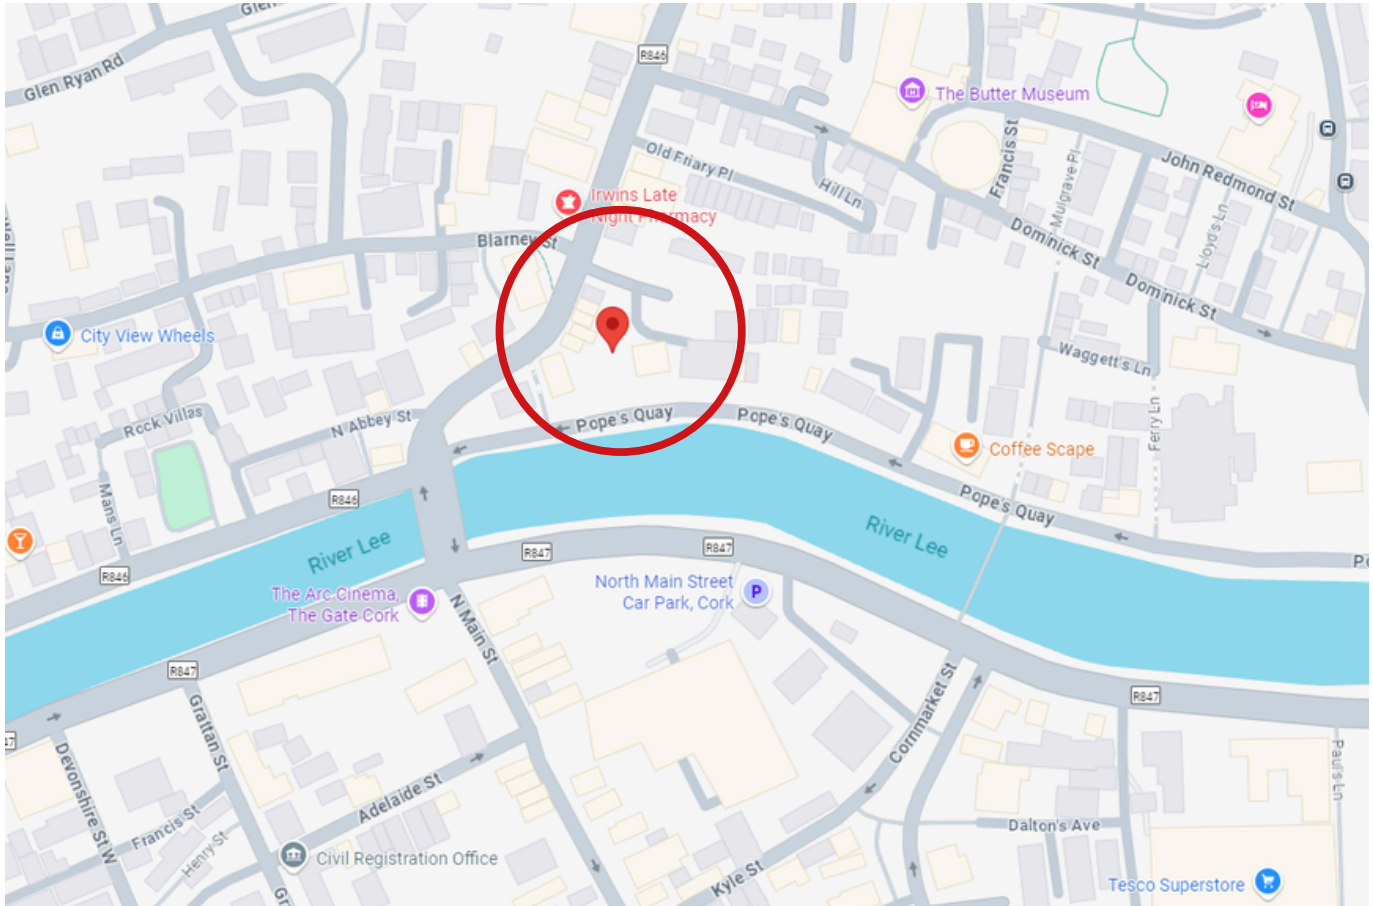 Glen
Glen Ryan Rd
R846
The Butter Museum
Old Friary Pl
Francis St
Mulgrave Pl
John Redmond St
Irwins Late
Night Pharmacy
Hill Ln
Lloyd's Ln
Blarney St
Dominick St
Dominick St
City View Wheels
Waggett's Ln
Rock Villas
N Abbey St
Pope's Quay
Pope's Quay
Ferry Ln
Coffee Scape
Mans Ln
R846
Pope's Quay
River Lee
River Lee
R847
R847
R846
The Arc Cinema,
The Gate Cork
North Main Street
Car Park, Cork
P
N Main St
R847
Grattan St
Cornmarket St
R847
47
Devonshire St W
Paul's Ln
Adelaide St
Francis St
Henry St
Dalton's Ave
Civil Registration Office
Kyle St
Tesco Superstore
Gr